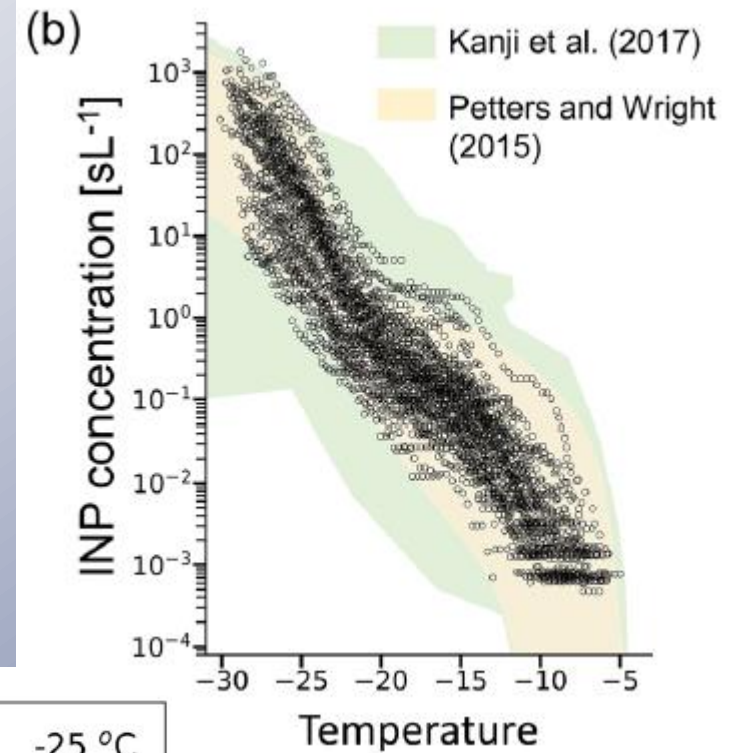 (b)
Kanji et al. (2017)
Petters and Wright
(2015)
INP concentration [sL⁻¹]
10³
10²
10¹
10⁰
10⁻¹
10⁻²
10⁻³
10⁻⁴
−30 −25 −20 −15 −10 −5
Temperature
-25 ºC